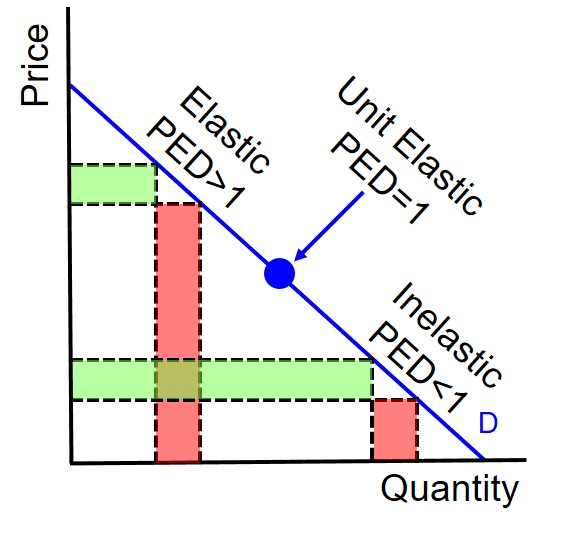 Price
Elastic
PED>1
Unit Elastic
PED=1
Inelastic
PED<1
D
Quantity